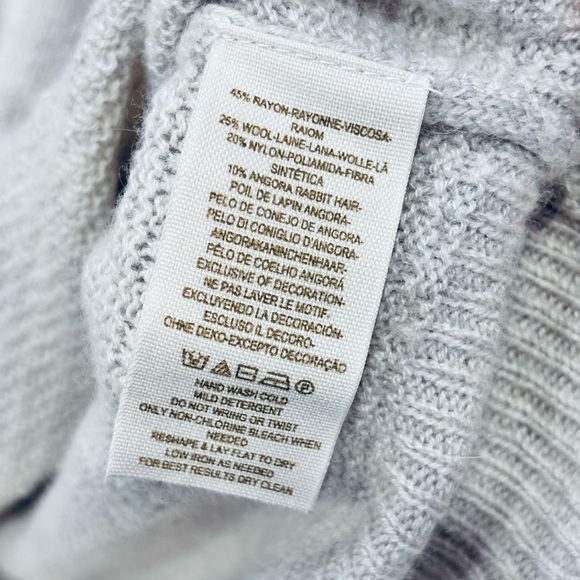 45% RAYON-RAYONNE-VISCOSA-
RAIOM
25% WOOL-LAINE-LANA-WOLLE-LÀ
20% NYLON-POLIAMIDA-FIBRA
SINTÉTICA
10% ANGORA RABBIT HAIR-
POIL DE LAPIN ANGORA-
PELO DE CONEJO DE ANGORA-
PELO DI CONIGLIO D'ANGORA-
ANGORAKANINCHENHAAR-
PÊLO DE COELHO ANGORÁ
EXCLUSIVE OF DECORATION-
NE PAS LAVER LE MOTIF.
EXCLUYENDO LA DECORACIÓN-
ESCLUSO IL DECORO.
OHNE DEKO-EXCEPTO DECORAÇÃO
P
HAND WASH COLD
MILD DETERGENT
DO NOT WRING OR TWIST
ONLY NON-CHLORINE BLEACH WHEN
NEEDED
RESHAPE & LAY FLAT TO DRY
LOW IRON AS NEEDED
FOR BEST RESULTS DRY CLEAN